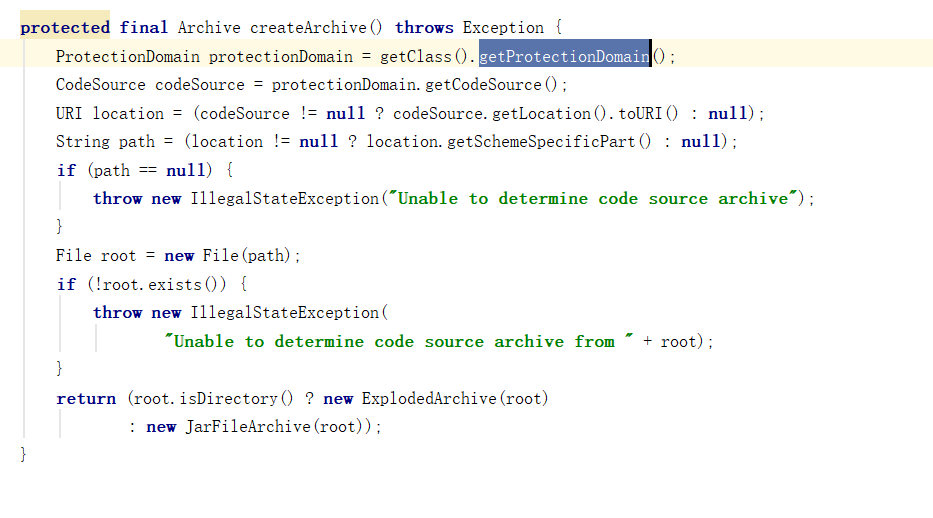 protected final Archive createArchive() throws Exception {
    ProtectionDomain protectionDomain = getClass().getProtectionDomain();
    CodeSource codeSource = protectionDomain.getCodeSource();
    URI location = (codeSource != null ? codeSource.getLocation().toURI() : null);
    String path = (location != null ? location.getSchemeSpecificPart() : null);
    if (path == null) {
        throw new IllegalStateException("Unable to determine code source archive");
    }
    File root = new File(path);
    if (!root.exists()) {
        throw new IllegalStateException(
                "Unable to determine code source archive from " + root);
    }
    return (root.isDirectory() ? new ExplodedArchive(root)
            : new JarFileArchive(root));
}